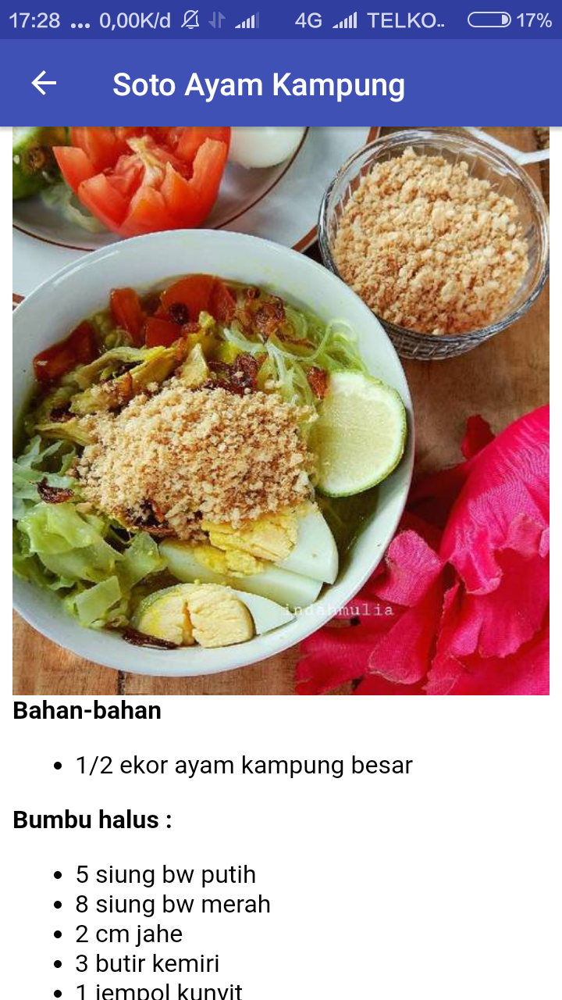 17:28 ... 0,00K/d 4G TELKO.. 17%
Soto Ayam Kampung
indahmulia
Bahan-bahan
• 1/2 ekor ayam kampung besar
Bumbu halus :
• 5 siung bw putih
• 8 siung bw merah
• 2 cm jahe
• 3 butir kemiri
• 1 jempol kunyit